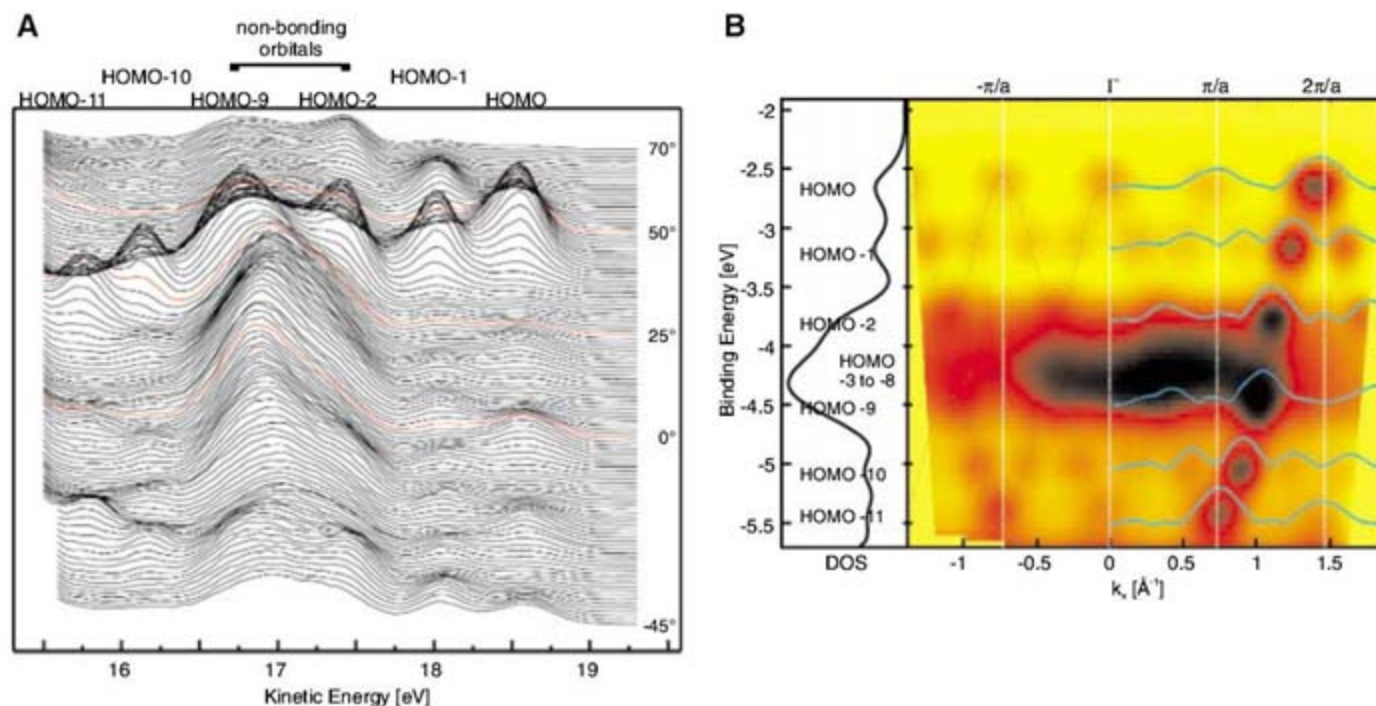 A
non-bonding
orbitals
HOMO-10
HOMO-1
HOMO-11
HOMO-9
HOMO-2
HOMO
70°
50°
25°
0°
-45°
16
17
18
19
Kinetic Energy [eV]
B
-π/a
Γ
π/a
2π/a
-2
-2.5
-3
-3.5
-4
-4.5
-5
-5.5
Binding Energy [eV]
HOMO
HOMO -1
HOMO -2
HOMO
-3 to -8
HOMO -9
HOMO -10
HOMO -11
DOS
-1
-0.5
0
0.5
1
1.5
kₓ [Å⁻¹]